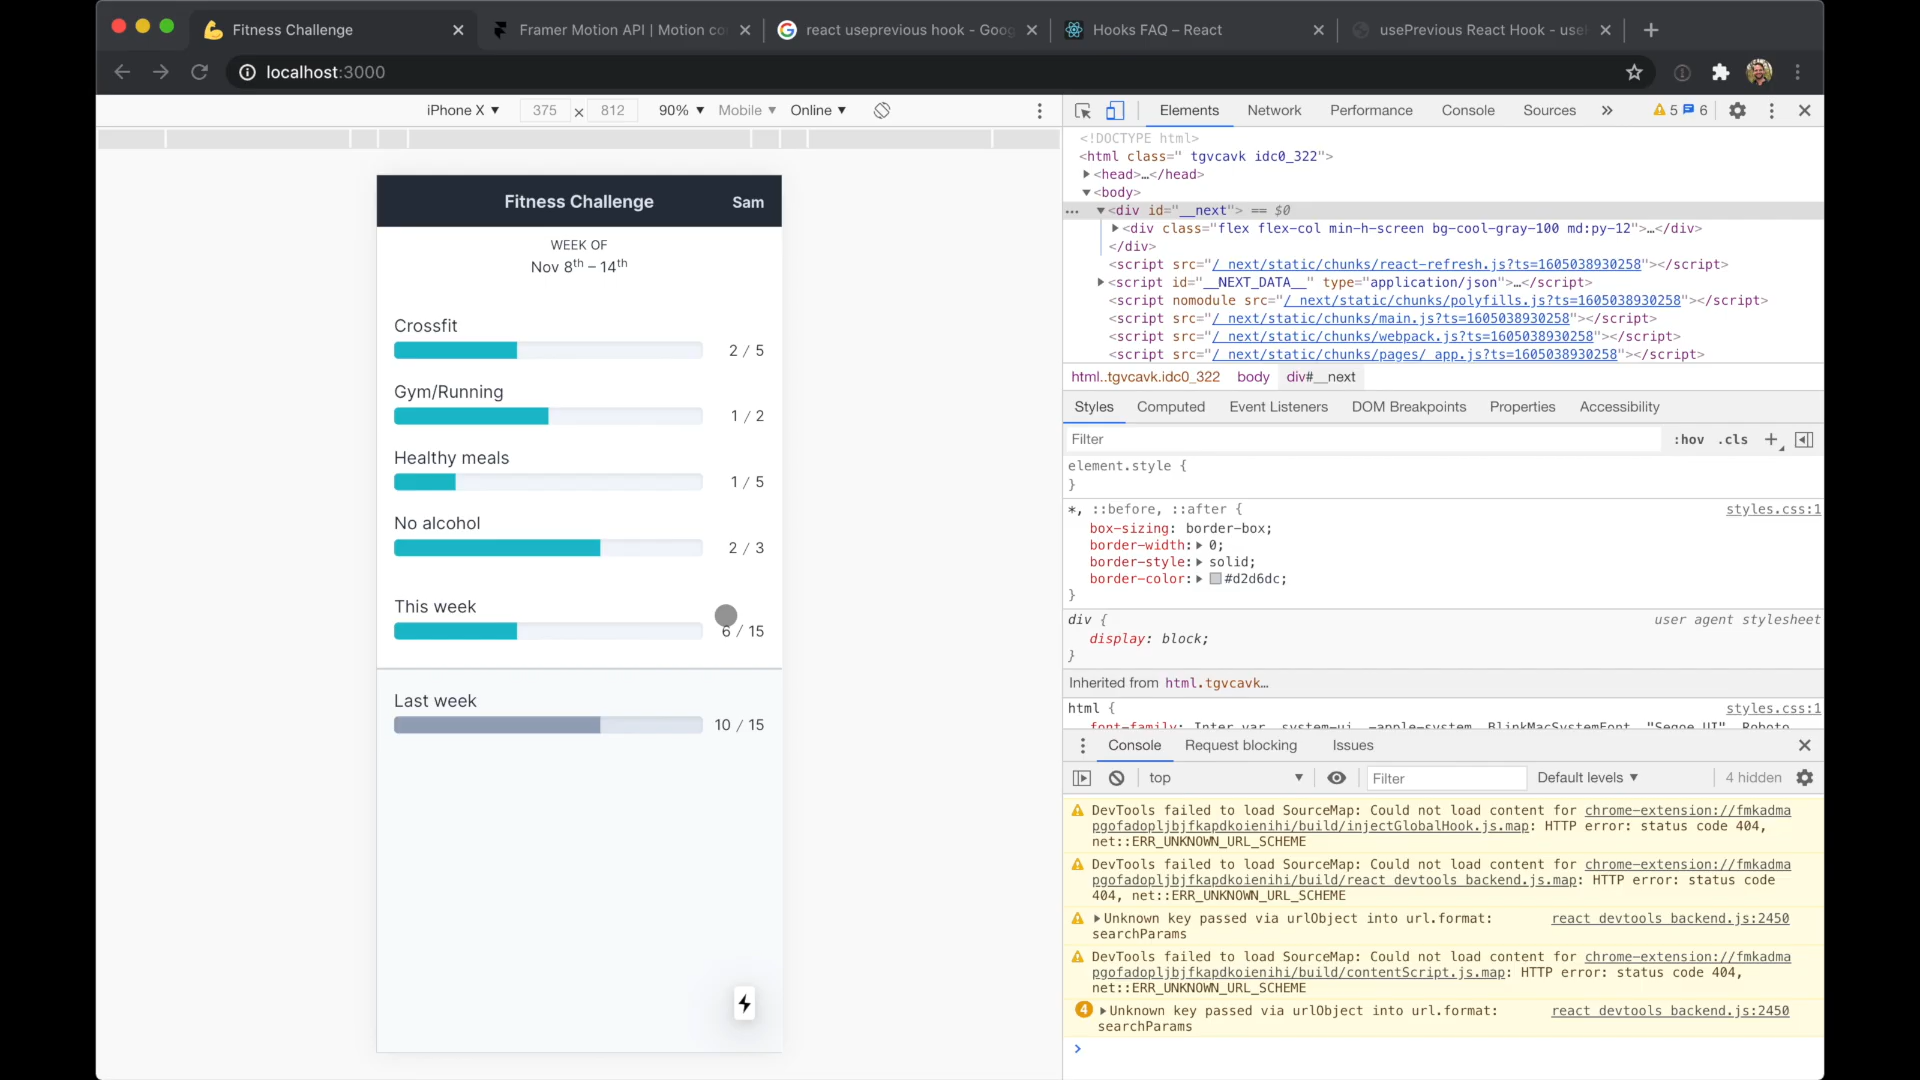 Fitness Challenge
Framer Motion API | Motion co
react useprevious hook - Goog
Hooks FAQ – React
usePrevious React Hook - usel
localhost:3000
iPhone X
375
×
812
90%
Mobile
Online
Elements
Network
Performance
Console
Sources
»
5
6
Fitness Challenge
Sam
WEEK OF
Nov 8th – 14th
Crossfit
2 / 5
Gym/Running
1 / 2
Healthy meals
1 / 5
No alcohol
2 / 3
This week
6 / 15
Last week
10 / 15
<!DOCTYPE html>
<html class=" tgvcavk idc0_322">
<head>…</head>
<body>
<div id="__next"> == $0
<div class="flex flex-col min-h-screen bg-cool-gray-100 md:py-12">…</div>
</div>
<script src="/_next/static/chunks/react-refresh.js?ts=1605038930258"></script>
<script id="__NEXT_DATA__" type="application/json">…</script>
<script nomodule src="/_next/static/chunks/polyfills.js?ts=1605038930258"></script>
<script src="/_next/static/chunks/main.js?ts=1605038930258"></script>
<script src="/_next/static/chunks/webpack.js?ts=1605038930258"></script>
<script src="/_next/static/chunks/pages/_app.js?ts=1605038930258"></script>
html..tgvcavk.idc0_322
body
div#__next
Styles
Computed
Event Listeners
DOM Breakpoints
Properties
Accessibility
Filter
:hov
.cls
element.style {
}
*, ::before, ::after {
styles.css:1
box-sizing: border-box;
border-width: 0;
border-style: solid;
border-color: #d2d6dc;
}
div {
user agent stylesheet
display: block;
}
Inherited from html.tgvcavk…
html {
styles.css:1
font-family: Inter var, system-ui, -apple-system, BlinkMacSystemFont, "Segoe UI", Roboto,
Console
Request blocking
Issues
top
Filter
Default levels
4 hidden
DevTools failed to load SourceMap: Could not load content for chrome-extension://fmkadma
pgofadopljbjfkapdkoienihi/build/injectGlobalHook.js.map: HTTP error: status code 404,
net::ERR_UNKNOWN_URL_SCHEME
DevTools failed to load SourceMap: Could not load content for chrome-extension://fmkadma
pgofadopljbjfkapdkoienihi/build/react_devtools_backend.js.map: HTTP error: status code
404, net::ERR_UNKNOWN_URL_SCHEME
Unknown key passed via urlObject into url.format:
react_devtools_backend.js:2450
searchParams
DevTools failed to load SourceMap: Could not load content for chrome-extension://fmkadma
pgofadopljbjfkapdkoienihi/build/contentScript.js.map: HTTP error: status code 404,
net::ERR_UNKNOWN_URL_SCHEME
4
Unknown key passed via urlObject into url.format:
react_devtools_backend.js:2450
searchParams